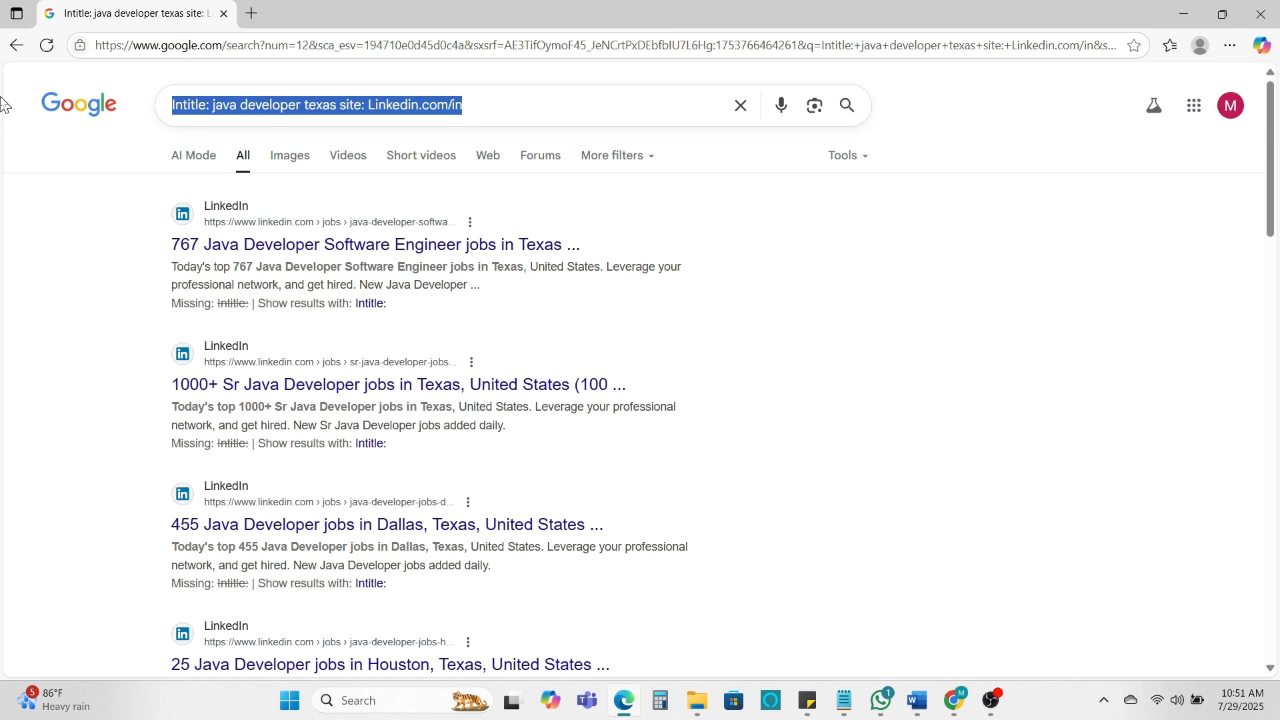 Intitle: java developer texas site: L
https://www.google.com/search?num=12&sca_esv=194710e0d45d0c4a&sxsrf=AE3TifOymor45_JeNCrtPxDEbfbIU7L6Hg:1753766464261&q=Intitle:+java+developer+texas+site:+Linkedin.com/in&s...
Google
Intitle: java developer texas site: Linkedin.com/in
M
AI Mode
All
Images
Videos
Short videos
Web
Forums
More filters
Tools
LinkedIn
https://www.linkedin.com › jobs › java-developer-softwa...
767 Java Developer Software Engineer jobs in Texas ...
Today's top 767 Java Developer Software Engineer jobs in Texas, United States. Leverage your
professional network, and get hired. New Java Developer ...
Missing: Intitle: | Show results with: Intitle:
LinkedIn
https://www.linkedin.com › jobs › sr-java-developer-jobs...
1000+ Sr Java Developer jobs in Texas, United States (100 ...
Today's top 1000+ Sr Java Developer jobs in Texas, United States. Leverage your professional
network, and get hired. New Sr Java Developer jobs added daily.
Missing: Intitle: | Show results with: Intitle:
LinkedIn
https://www.linkedin.com › jobs › java-developer-jobs-d...
455 Java Developer jobs in Dallas, Texas, United States ...
Today's top 455 Java Developer jobs in Dallas, Texas, United States. Leverage your professional
network, and get hired. New Java Developer jobs added daily.
Missing: Intitle: | Show results with: Intitle:
LinkedIn
https://www.linkedin.com › jobs › java-developer-jobs-h...
25 Java Developer jobs in Houston, Texas, United States ...
5
86°F
Heavy rain
Search
1
M
10:51 AM
7/29/2025